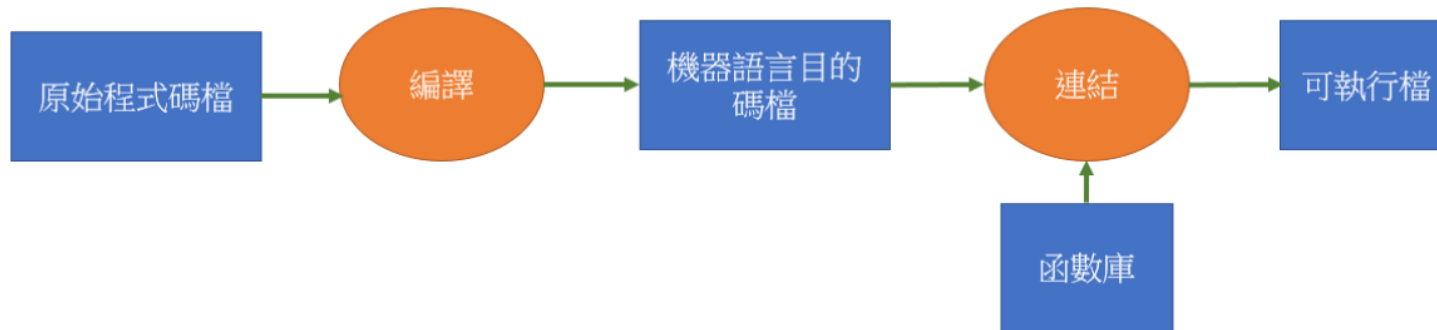 原始程式碼檔
編譯
機器語言目的
碼檔
連結
可執行檔
函數庫